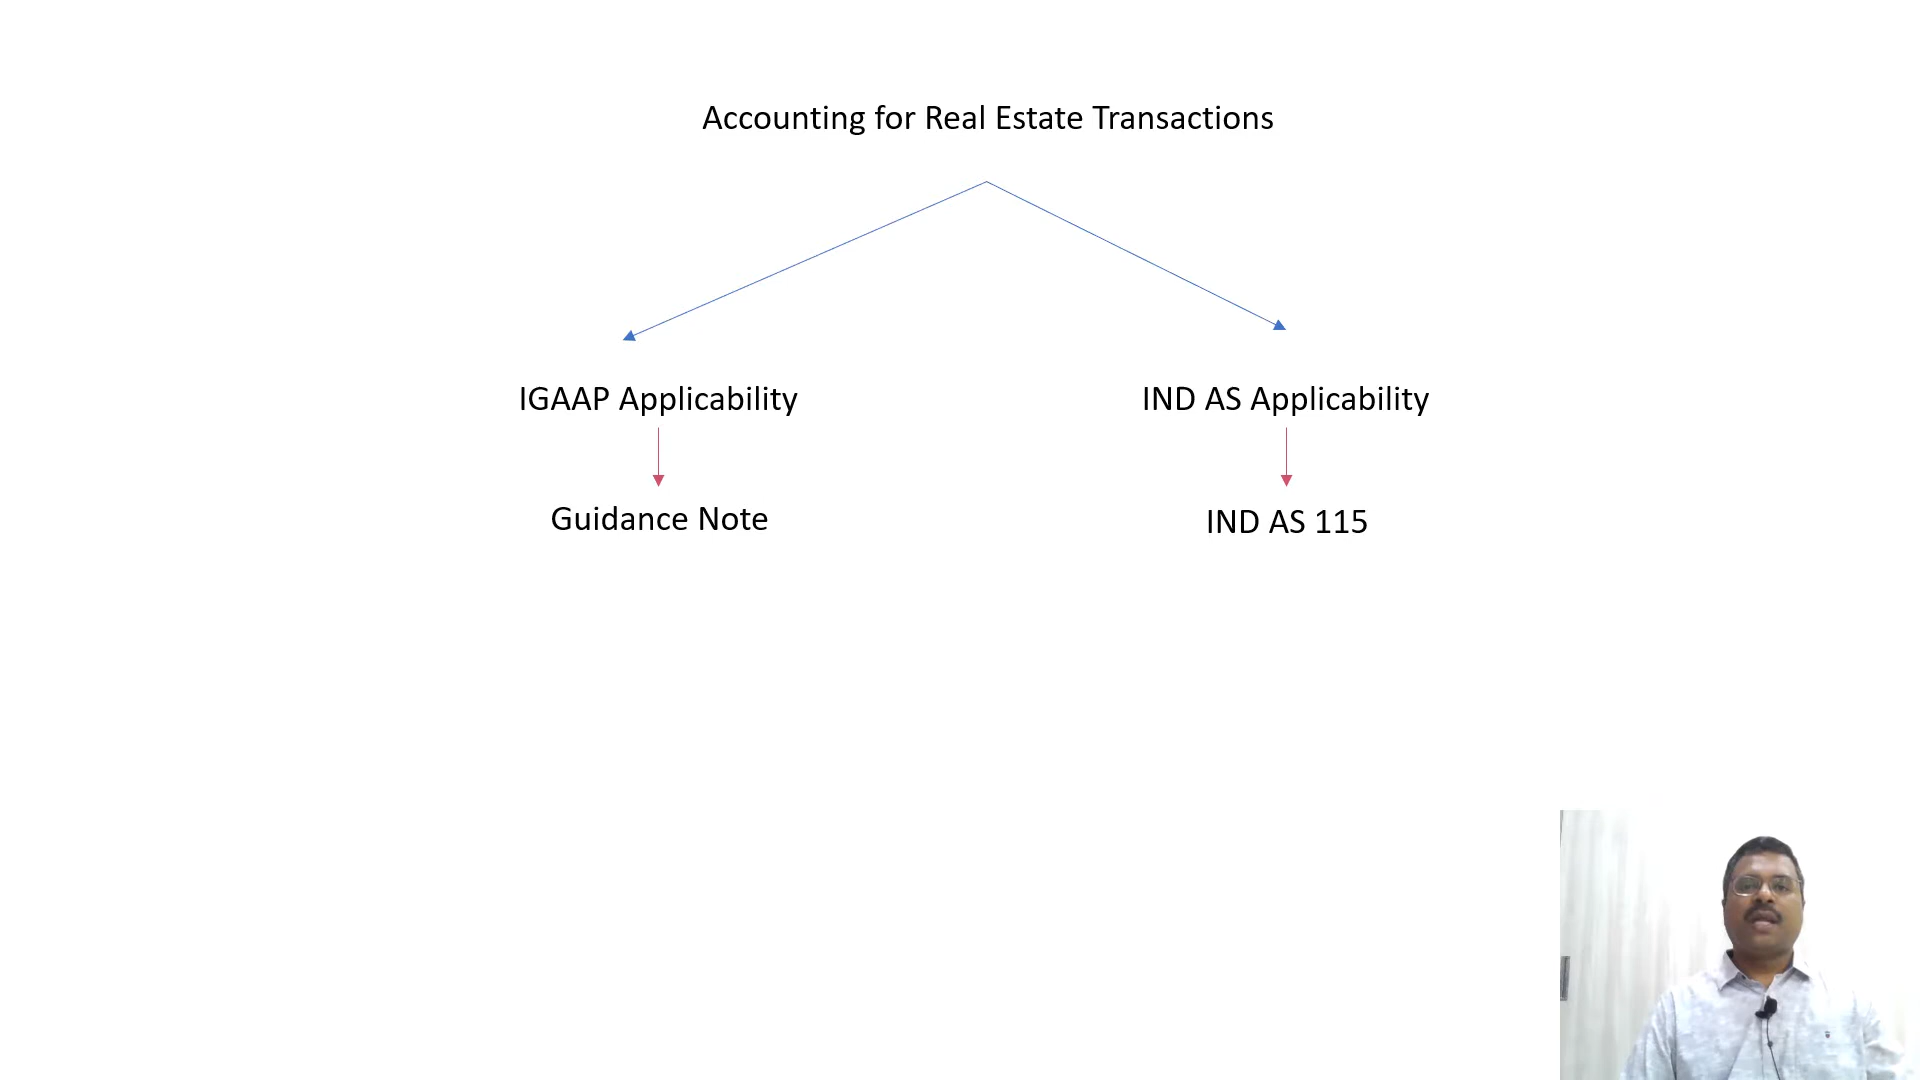 Accounting for Real Estate Transactions
IGAAP Applicability
IND AS Applicability
Guidance Note
IND AS 115